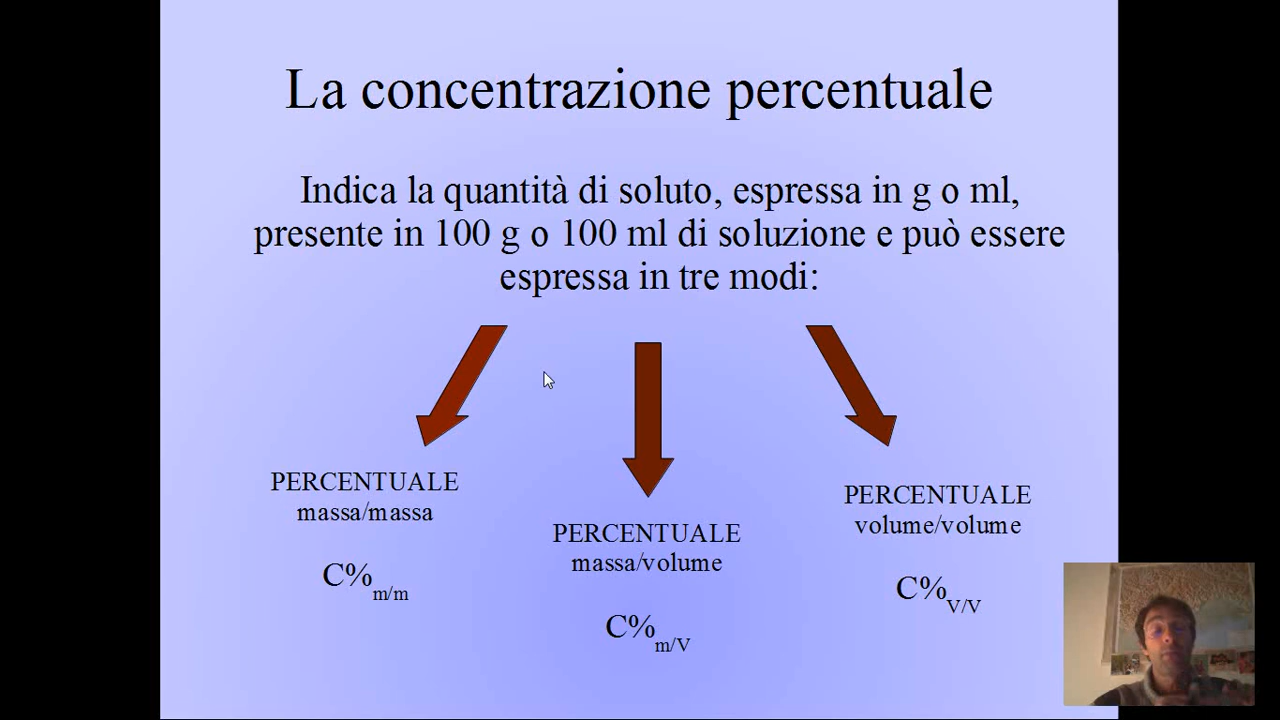 La concentrazione percentuale
Indica la quantità di soluto, espressa in g o ml,
presente in 100 g o 100 ml di soluzione e può essere
espressa in tre modi:
PERCENTUALE
massa/massa
C%m/m
PERCENTUALE
massa/volume
C%m/V
PERCENTUALE
volume/volume
C%V/V